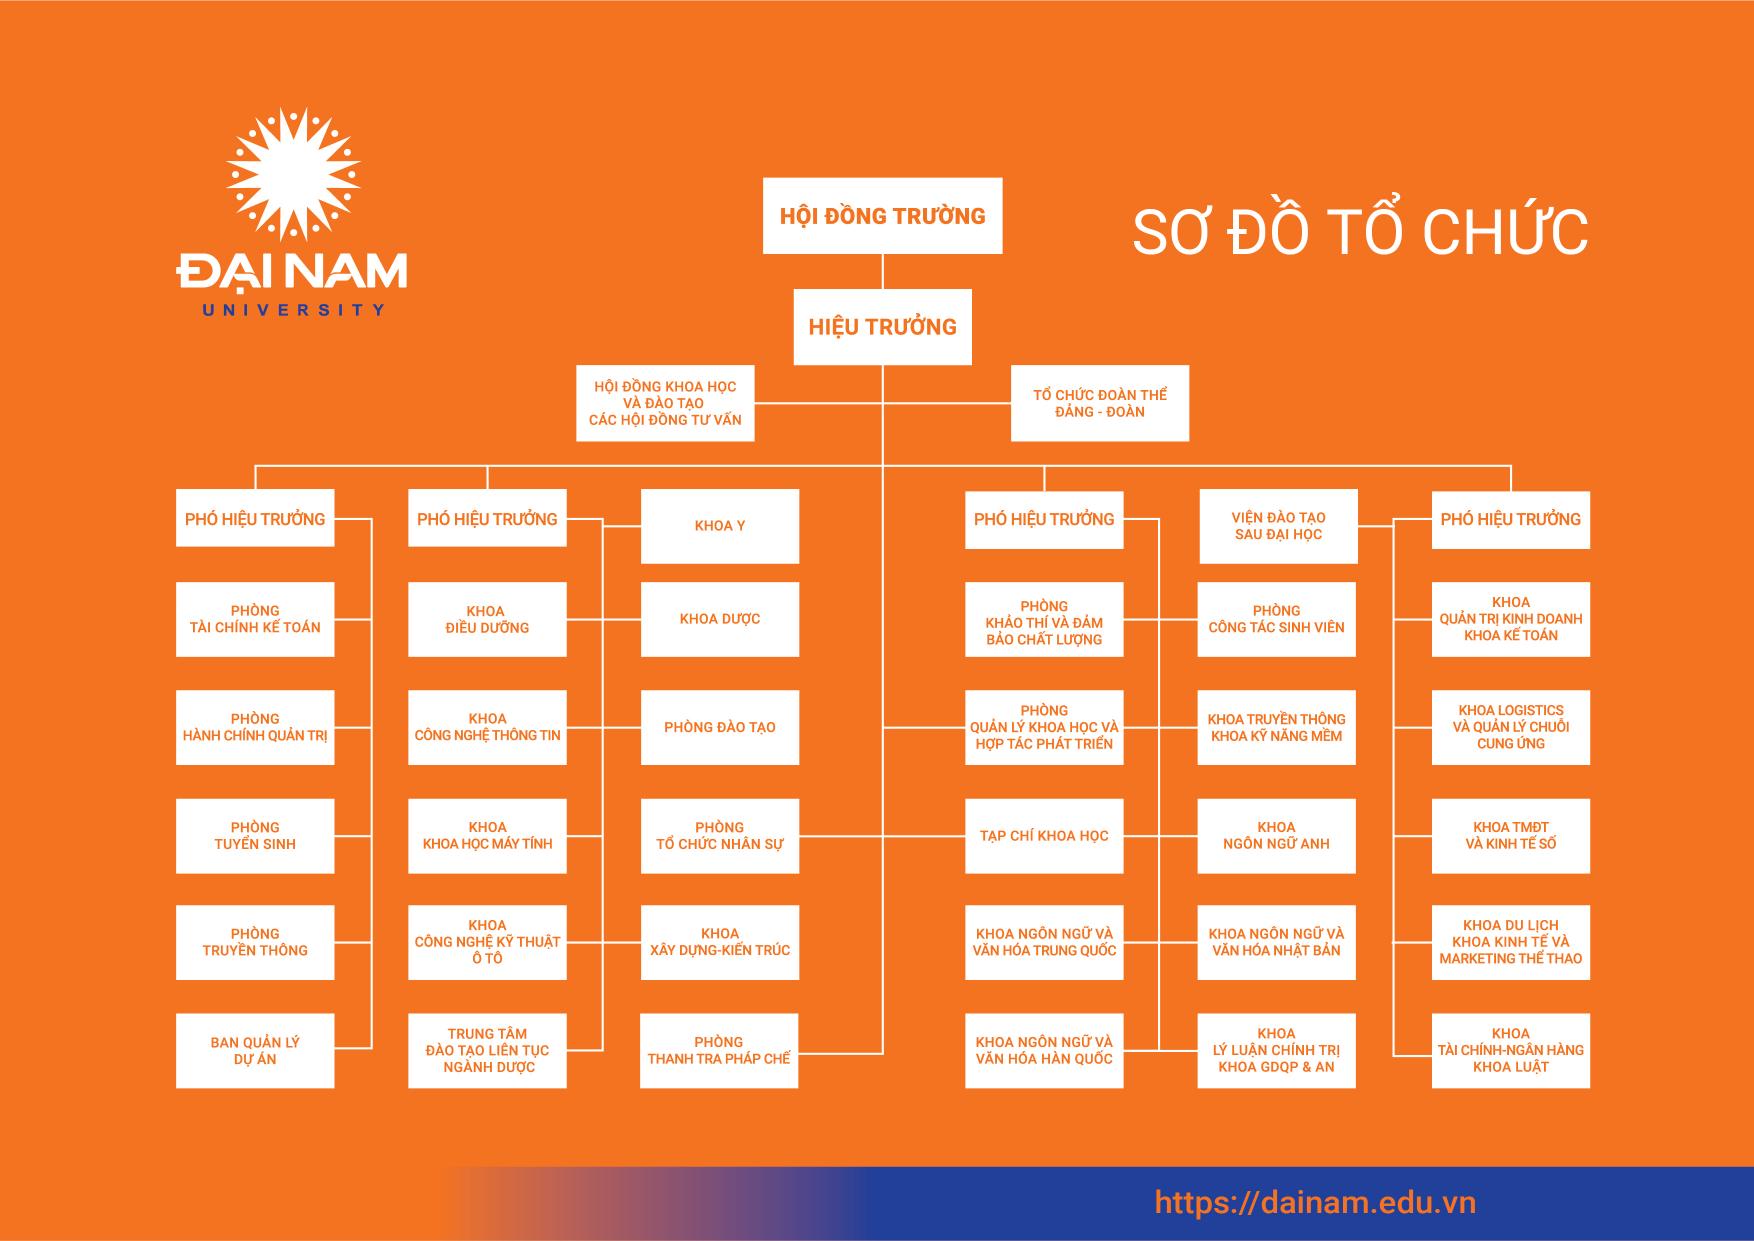 ĐẠI NAM
UNIVERSITY
SƠ ĐỒ TỔ CHỨC
HỘI ĐỒNG TRƯỜNG
HIỆU TRƯỞNG
HỘI ĐỒNG KHOA HỌC
VÀ ĐÀO TẠO
CÁC HỘI ĐỒNG TƯ VẤN
TỔ CHỨC ĐOÀN THỂ
ĐẢNG - ĐOÀN
PHÓ HIỆU TRƯỞNG
PHÒNG
TÀI CHÍNH KẾ TOÁN
PHÒNG
HÀNH CHÍNH QUẢN TRỊ
PHÒNG
TUYỂN SINH
PHÒNG
TRUYỀN THÔNG
BAN QUẢN LÝ
DỰ ÁN
PHÓ HIỆU TRƯỞNG
KHOA
ĐIỀU DƯỠNG
KHOA
CÔNG NGHỆ THÔNG TIN
KHOA
KHOA HỌC MÁY TÍNH
KHOA
CÔNG NGHỆ KỸ THUẬT
Ô TÔ
TRUNG TÂM
ĐÀO TẠO LIÊN TỤC
NGÀNH DƯỢC
KHOA Y
KHOA DƯỢC
PHÒNG ĐÀO TẠO
PHÒNG
TỔ CHỨC NHÂN SỰ
KHOA
XÂY DỰNG-KIẾN TRÚC
PHÒNG
THANH TRA PHÁP CHẾ
PHÓ HIỆU TRƯỞNG
PHÒNG
KHẢO THÍ VÀ ĐẢM
BẢO CHẤT LƯỢNG
PHÒNG
QUẢN LÝ KHOA HỌC VÀ
HỢP TÁC PHÁT TRIỂN
TẠP CHÍ KHOA HỌC
KHOA NGÔN NGỮ VÀ
VĂN HÓA TRUNG QUỐC
KHOA NGÔN NGỮ VÀ
VĂN HÓA HÀN QUỐC
VIỆN ĐÀO TẠO
SAU ĐẠI HỌC
PHÒNG
CÔNG TÁC SINH VIÊN
KHOA TRUYỀN THÔNG
KHOA KỸ NĂNG MỀM
KHOA
NGÔN NGỮ ANH
KHOA NGÔN NGỮ VÀ
VĂN HÓA NHẬT BẢN
KHOA
LÝ LUẬN CHÍNH TRỊ
KHOA GDQP & AN
PHÓ HIỆU TRƯỞNG
KHOA
QUẢN TRỊ KINH DOANH
KHOA KẾ TOÁN
KHOA LOGISTICS
VÀ QUẢN LÝ CHUỖI
CUNG ỨNG
KHOA TMĐT
VÀ KINH TẾ SỐ
KHOA DU LỊCH
KHOA KINH TẾ VÀ
MARKETING THỂ THAO
KHOA
TÀI CHÍNH-NGÂN HÀNG
KHOA LUẬT
https://dainam.edu.vn